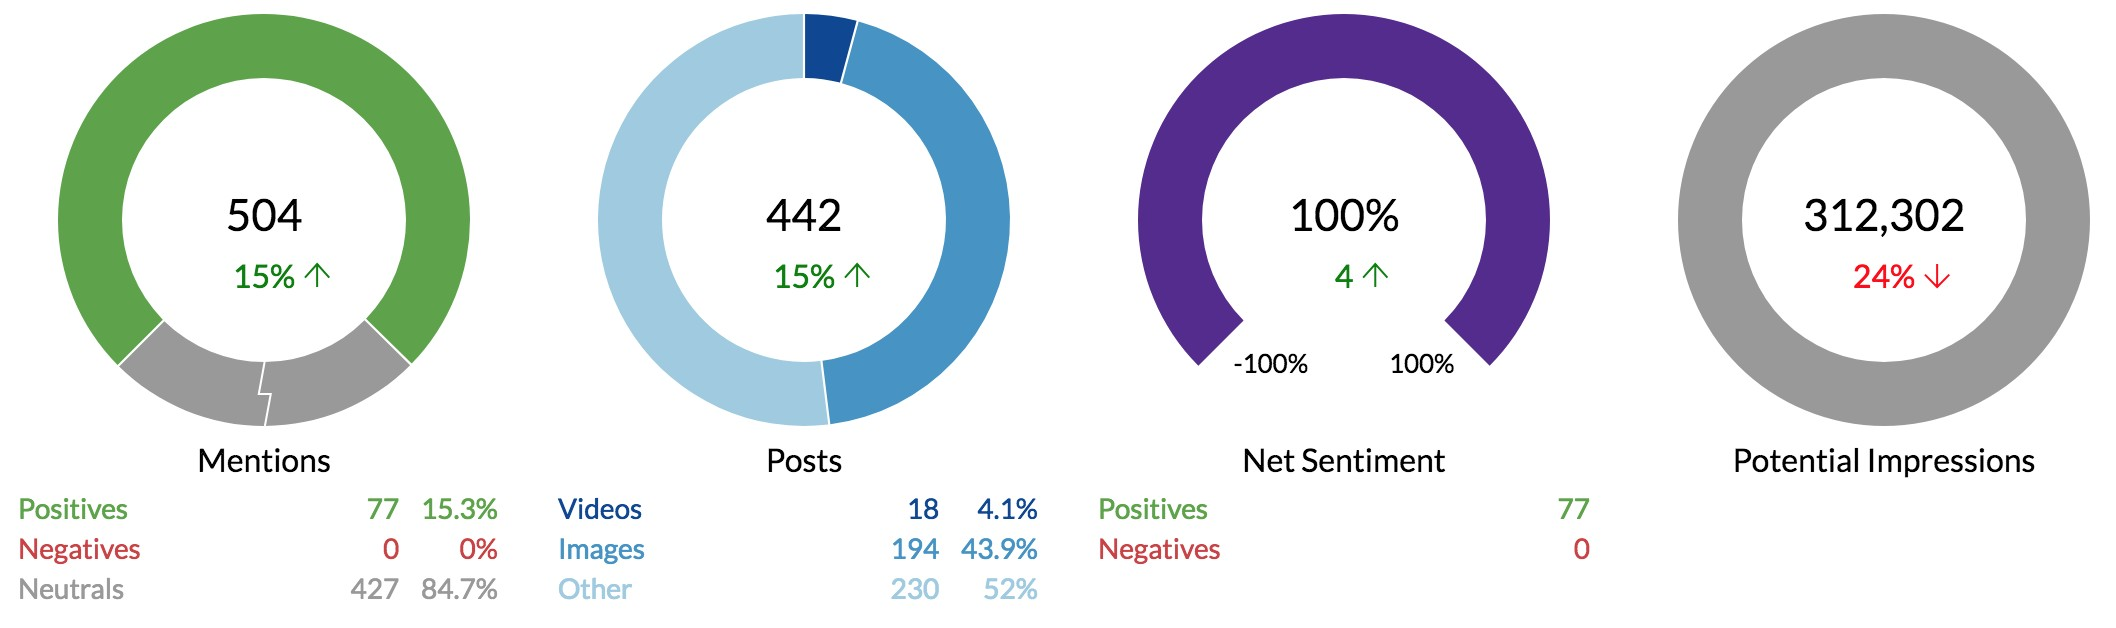 504
15% ↑
Mentions
Positives 77 15.3%
Negatives 0 0%
Neutrals 427 84.7%
442
15% ↑
Posts
Videos 18 4.1%
Images 194 43.9%
Other 230 52%
100%
4 ↑
-100% 100%
Net Sentiment
Positives 77
Negatives 0
312,302
24% ↓
Potential Impressions